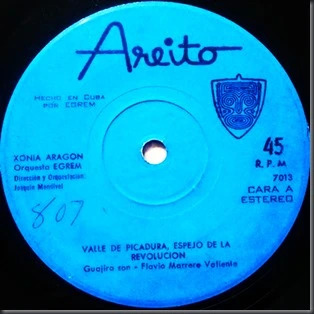 Areito
HECHO EN CUBA
POR EGREM
45
R. P. M
7013
CARA A
ESTEREO
XONIA ARAGON
Orquesta EGREM
Dirección y Orquestación:
Joaquín Mendivel
807
VALLE DE PICADURA, ESPEJO DE LA
REVOLUCION
Guajira son - Flavio Marrero Valiente